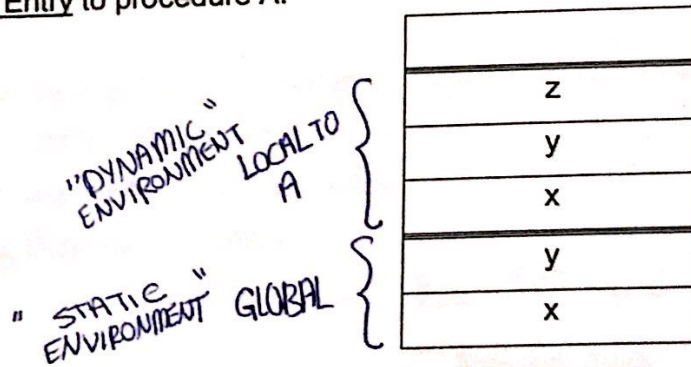 Entry to procedure A.
z
"DYNAMIC"
ENVIRONMENT
LOCAL TO
A
y
x
"STATIC"
ENVIRONMENT
GLOBAL
y
x